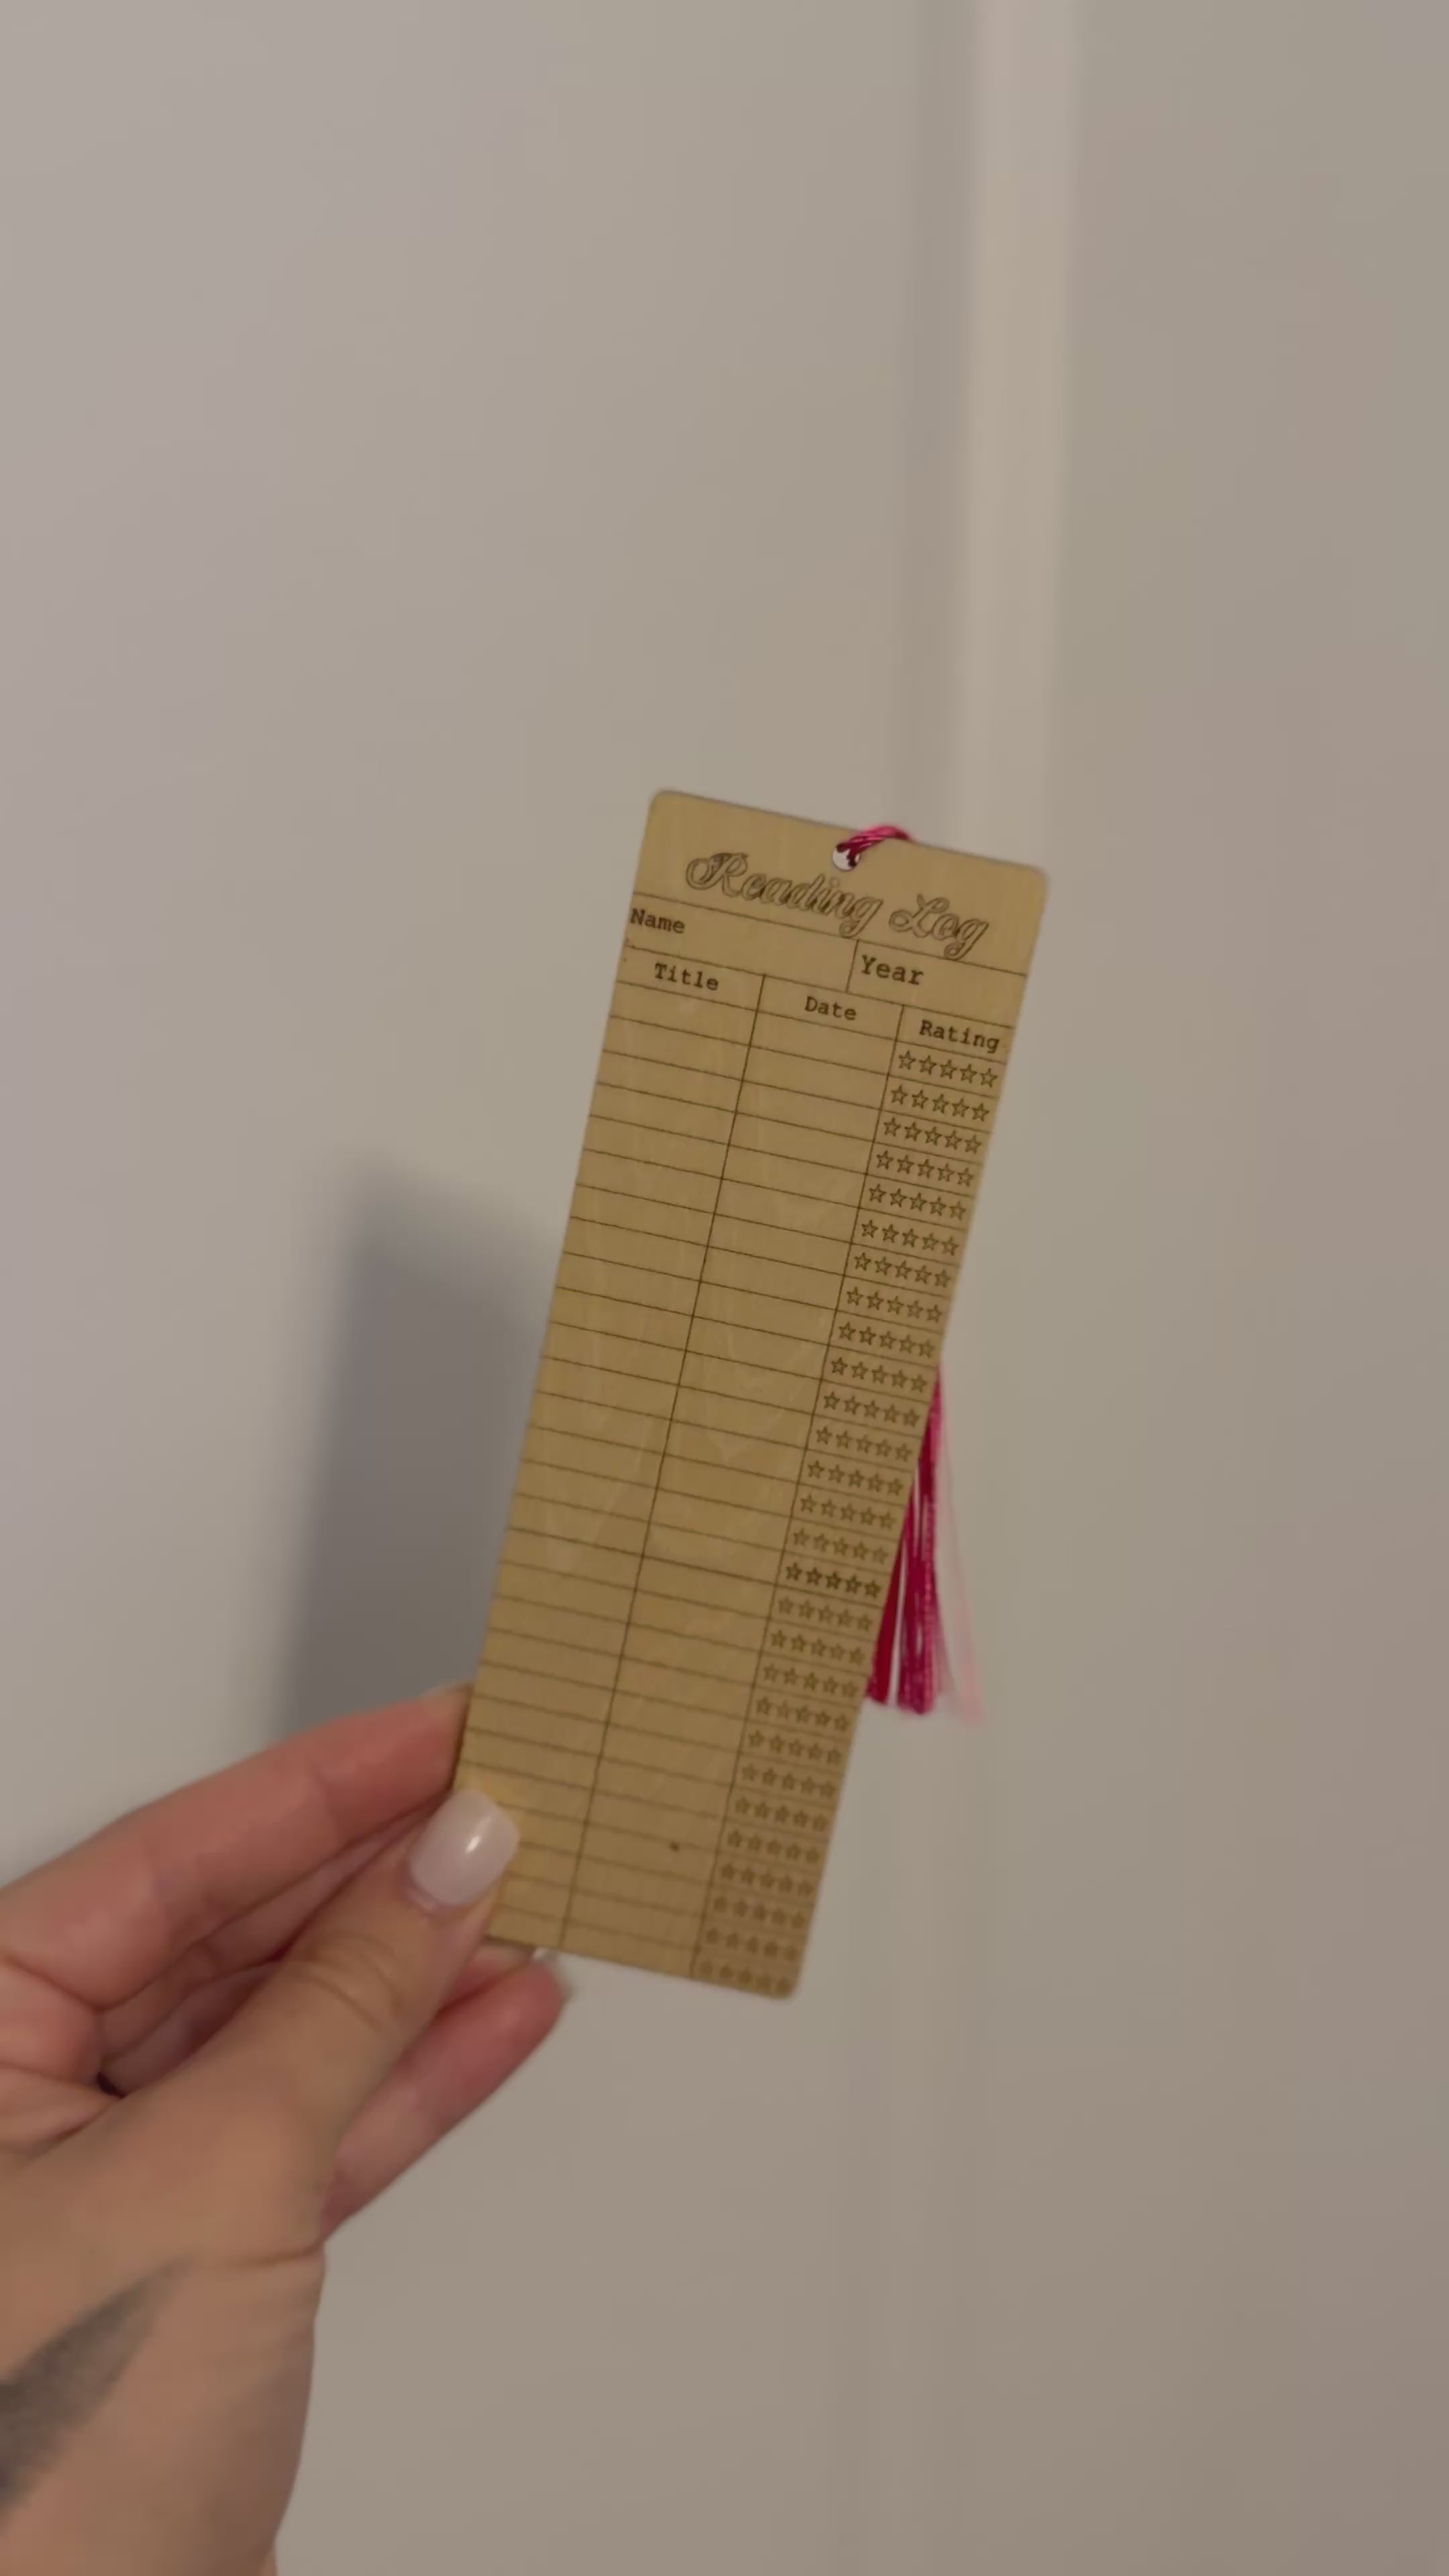 Reading Log
Name
Year
Title Date Rating